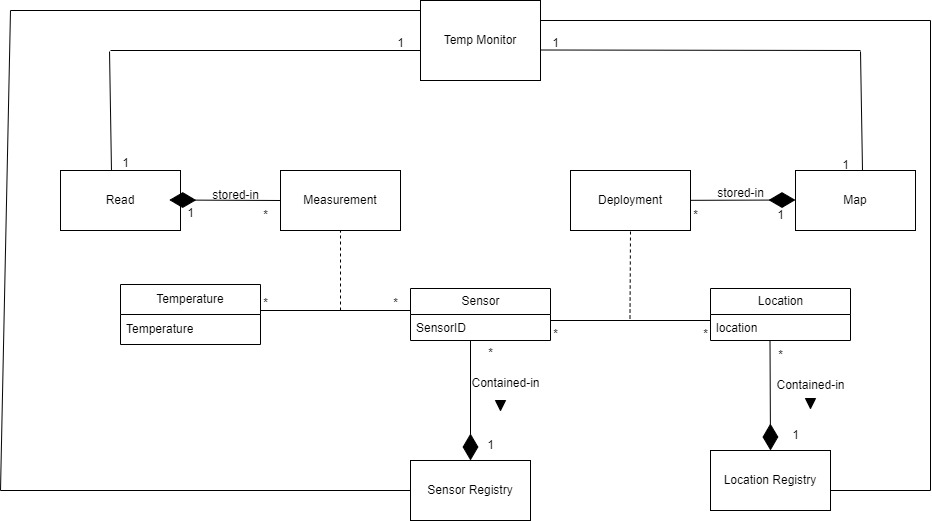 Temp Monitor
1
1
1
1
Read
stored-in
1
*
Measurement
Deployment
stored-in
*
1
Map
Temperature
Temperature
*
*
Sensor
SensorID
*
*
Location
location
*
Contained-in
1
Sensor Registry
*
Contained-in
1
Location Registry